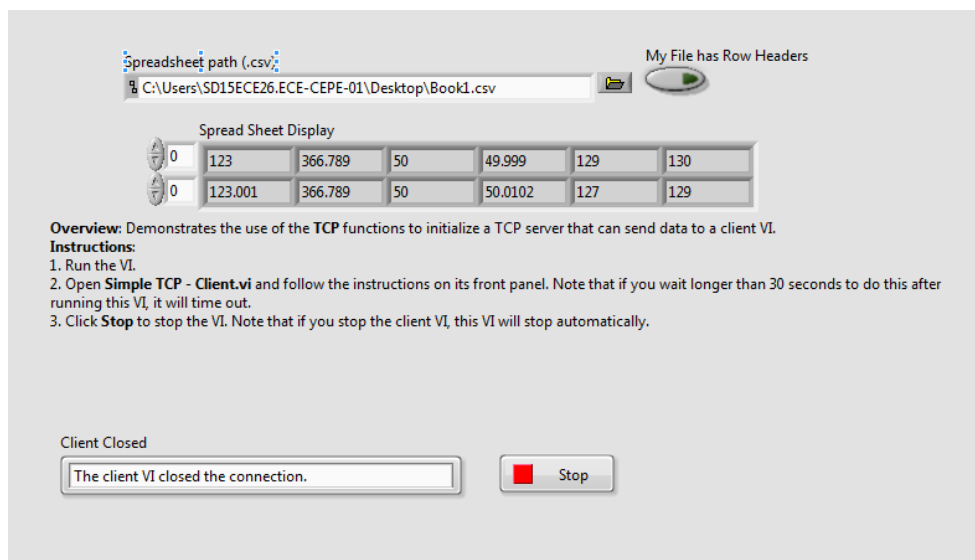 Spreadsheet path (.csv)
My File has Row Headers
C:\Users\SD15ECE26.ECE-CEPE-01\Desktop\Book1.csv
Spread Sheet Display
0 123 366.789 50 49.999 129 130
0 123.001 366.789 50 50.0102 127 129
Overview: Demonstrates the use of the TCP functions to initialize a TCP server that can send data to a client VI.
Instructions:
1. Run the VI.
2. Open Simple TCP - Client.vi and follow the instructions on its front panel. Note that if you wait longer than 30 seconds to do this after
running this VI, it will time out.
3. Click Stop to stop the VI. Note that if you stop the client VI, this VI will stop automatically.
Client Closed
The client VI closed the connection.
Stop